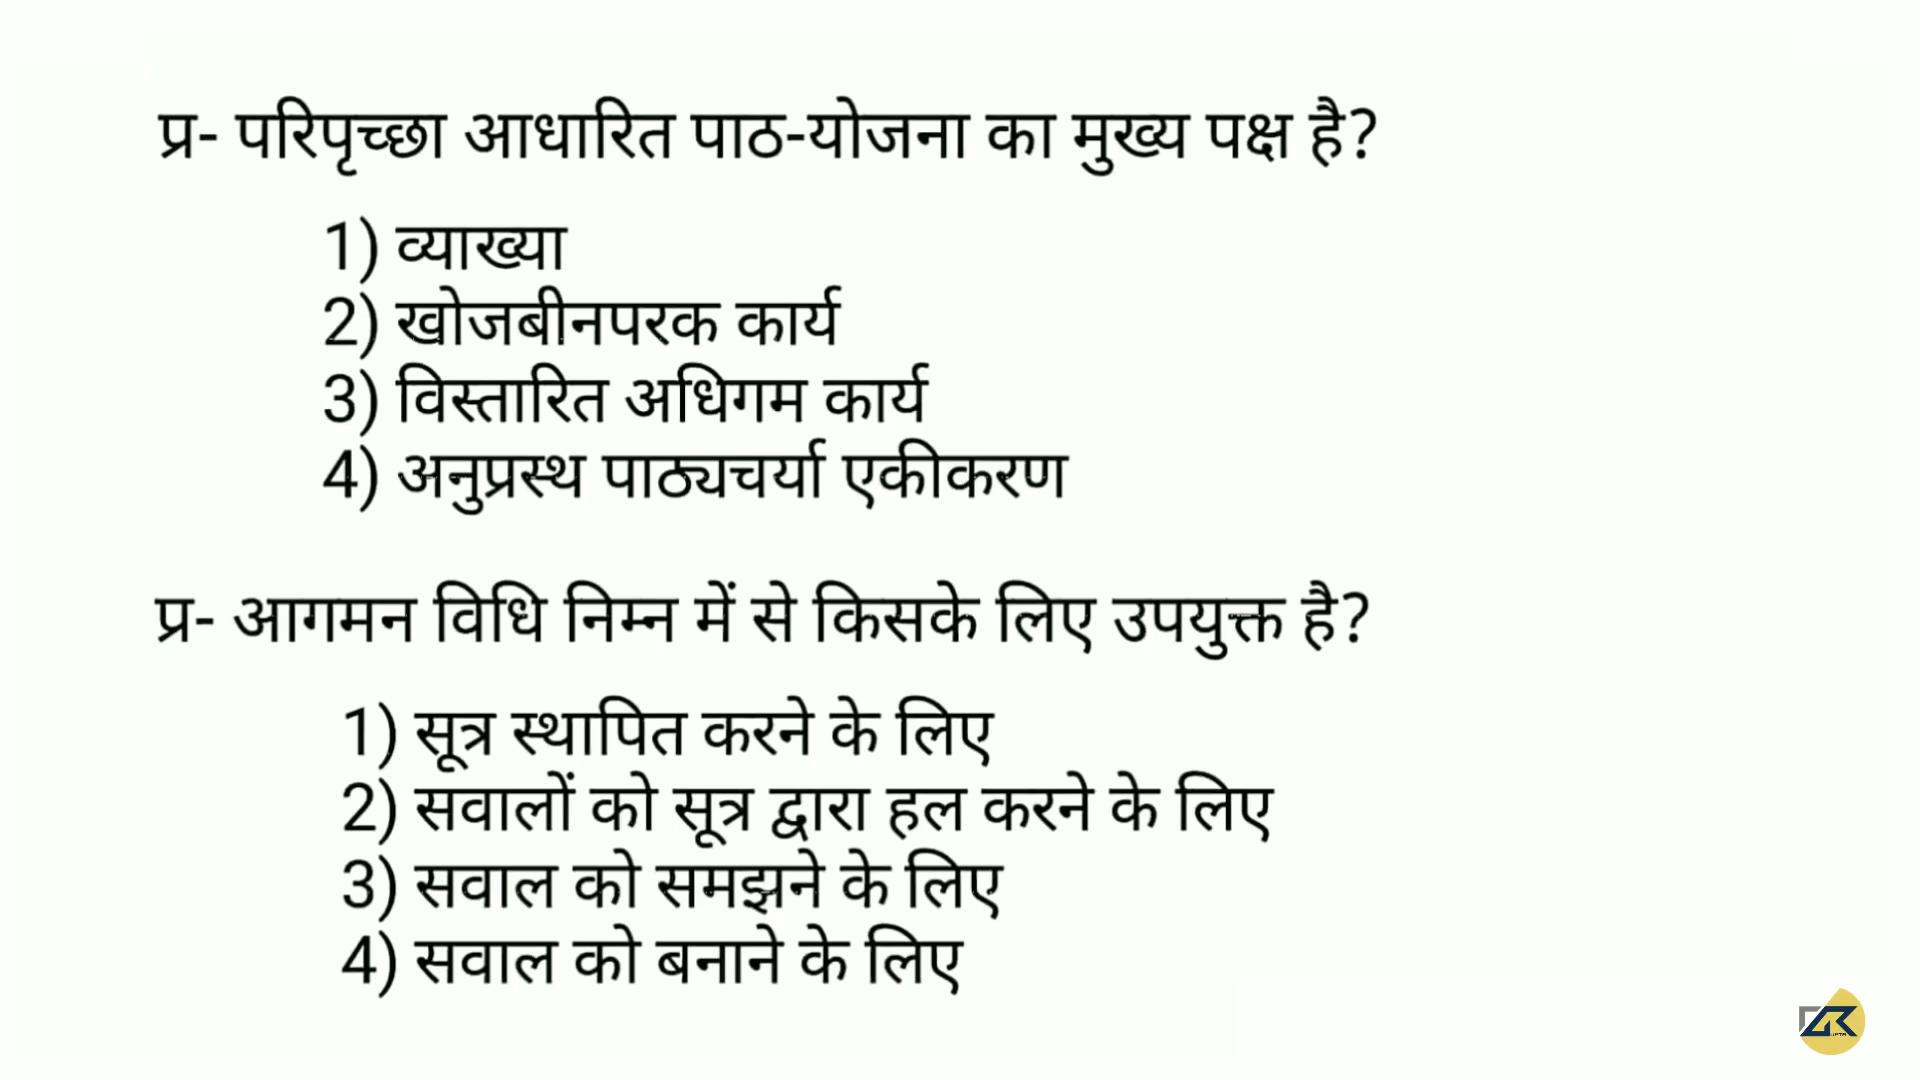 प्र- परिपृच्छा आधारित पाठ-योजना का मुख्य पक्ष है?
1) व्याख्या
2) खोजबीनपरक कार्य
3) विस्तारित अधिगम कार्य
4) अनुप्रस्थ पाठ्यचर्या एकीकरण
प्र- आगमन विधि निम्न में से किसके लिए उपयुक्त है?
1) सूत्र स्थापित करने के लिए
2) सवालों को सूत्र द्वारा हल करने के लिए
3) सवाल को समझने के लिए
4) सवाल को बनाने के लिए